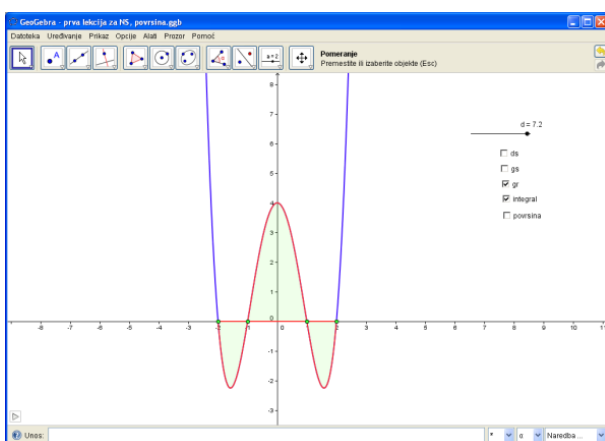 GeoGebra - prva lekcija za NS, povrsina.ggb
Datoteka Uređivanje Prikaz Opcije Alati Prozor Pomoć
A
a = 2
Pomeranje
Premestite ili izaberite objekte (Esc)
d = 7.2
ds
gs
gr
integral
povrsina
8
7
6
5
4
3
2
1
0
-8 -7 -6 -5 -4 -3 -2 -1 0 1 2 3 4 5 6 7 8 9 10 11
-1
-2
-3
Unos:
Naredba ...